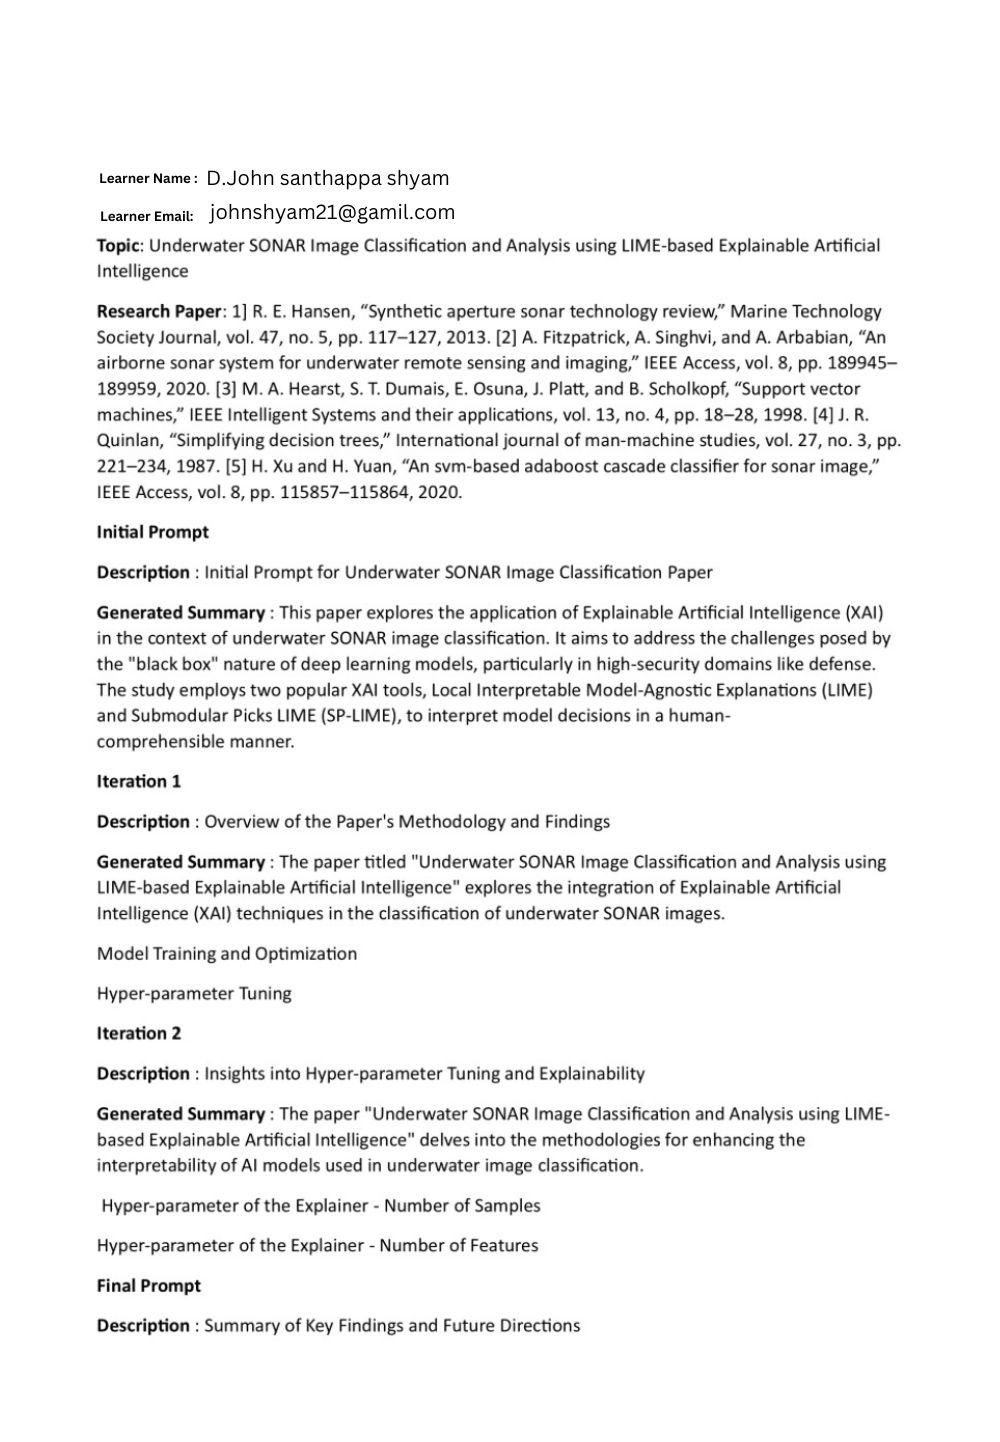 Learner Name : D.John santhappa shyam
Learner Email: johnshyam21@gamil.com
Topic: Underwater SONAR Image Classification and Analysis using LIME-based Explainable Artificial
Intelligence
Research Paper: 1] R. E. Hansen, “Synthetic aperture sonar technology review,” Marine Technology
Society Journal, vol. 47, no. 5, pp. 117–127, 2013. [2] A. Fitzpatrick, A. Singhvi, and A. Arbabian, “An
airborne sonar system for underwater remote sensing and imaging,” IEEE Access, vol. 8, pp. 189945–
189959, 2020. [3] M. A. Hearst, S. T. Dumais, E. Osuna, J. Platt, and B. Scholkopf, “Support vector
machines,” IEEE Intelligent Systems and their applications, vol. 13, no. 4, pp. 18–28, 1998. [4] J. R.
Quinlan, “Simplifying decision trees,” International journal of man-machine studies, vol. 27, no. 3, pp.
221–234, 1987. [5] H. Xu and H. Yuan, “An svm-based adaboost cascade classifier for sonar image,”
IEEE Access, vol. 8, pp. 115857–115864, 2020.
Initial Prompt
Description : Initial Prompt for Underwater SONAR Image Classification Paper
Generated Summary : This paper explores the application of Explainable Artificial Intelligence (XAI)
in the context of underwater SONAR image classification. It aims to address the challenges posed by
the "black box" nature of deep learning models, particularly in high-security domains like defense.
The study employs two popular XAI tools, Local Interpretable Model-Agnostic Explanations (LIME)
and Submodular Picks LIME (SP-LIME), to interpret model decisions in a human-
comprehensible manner.
Iteration 1
Description : Overview of the Paper's Methodology and Findings
Generated Summary : The paper titled "Underwater SONAR Image Classification and Analysis using
LIME-based Explainable Artificial Intelligence" explores the integration of Explainable Artificial
Intelligence (XAI) techniques in the classification of underwater SONAR images.
Model Training and Optimization
Hyper-parameter Tuning
Iteration 2
Description : Insights into Hyper-parameter Tuning and Explainability
Generated Summary : The paper "Underwater SONAR Image Classification and Analysis using LIME-
based Explainable Artificial Intelligence" delves into the methodologies for enhancing the
interpretability of AI models used in underwater image classification.
Hyper-parameter of the Explainer - Number of Samples
Hyper-parameter of the Explainer - Number of Features
Final Prompt
Description : Summary of Key Findings and Future Directions